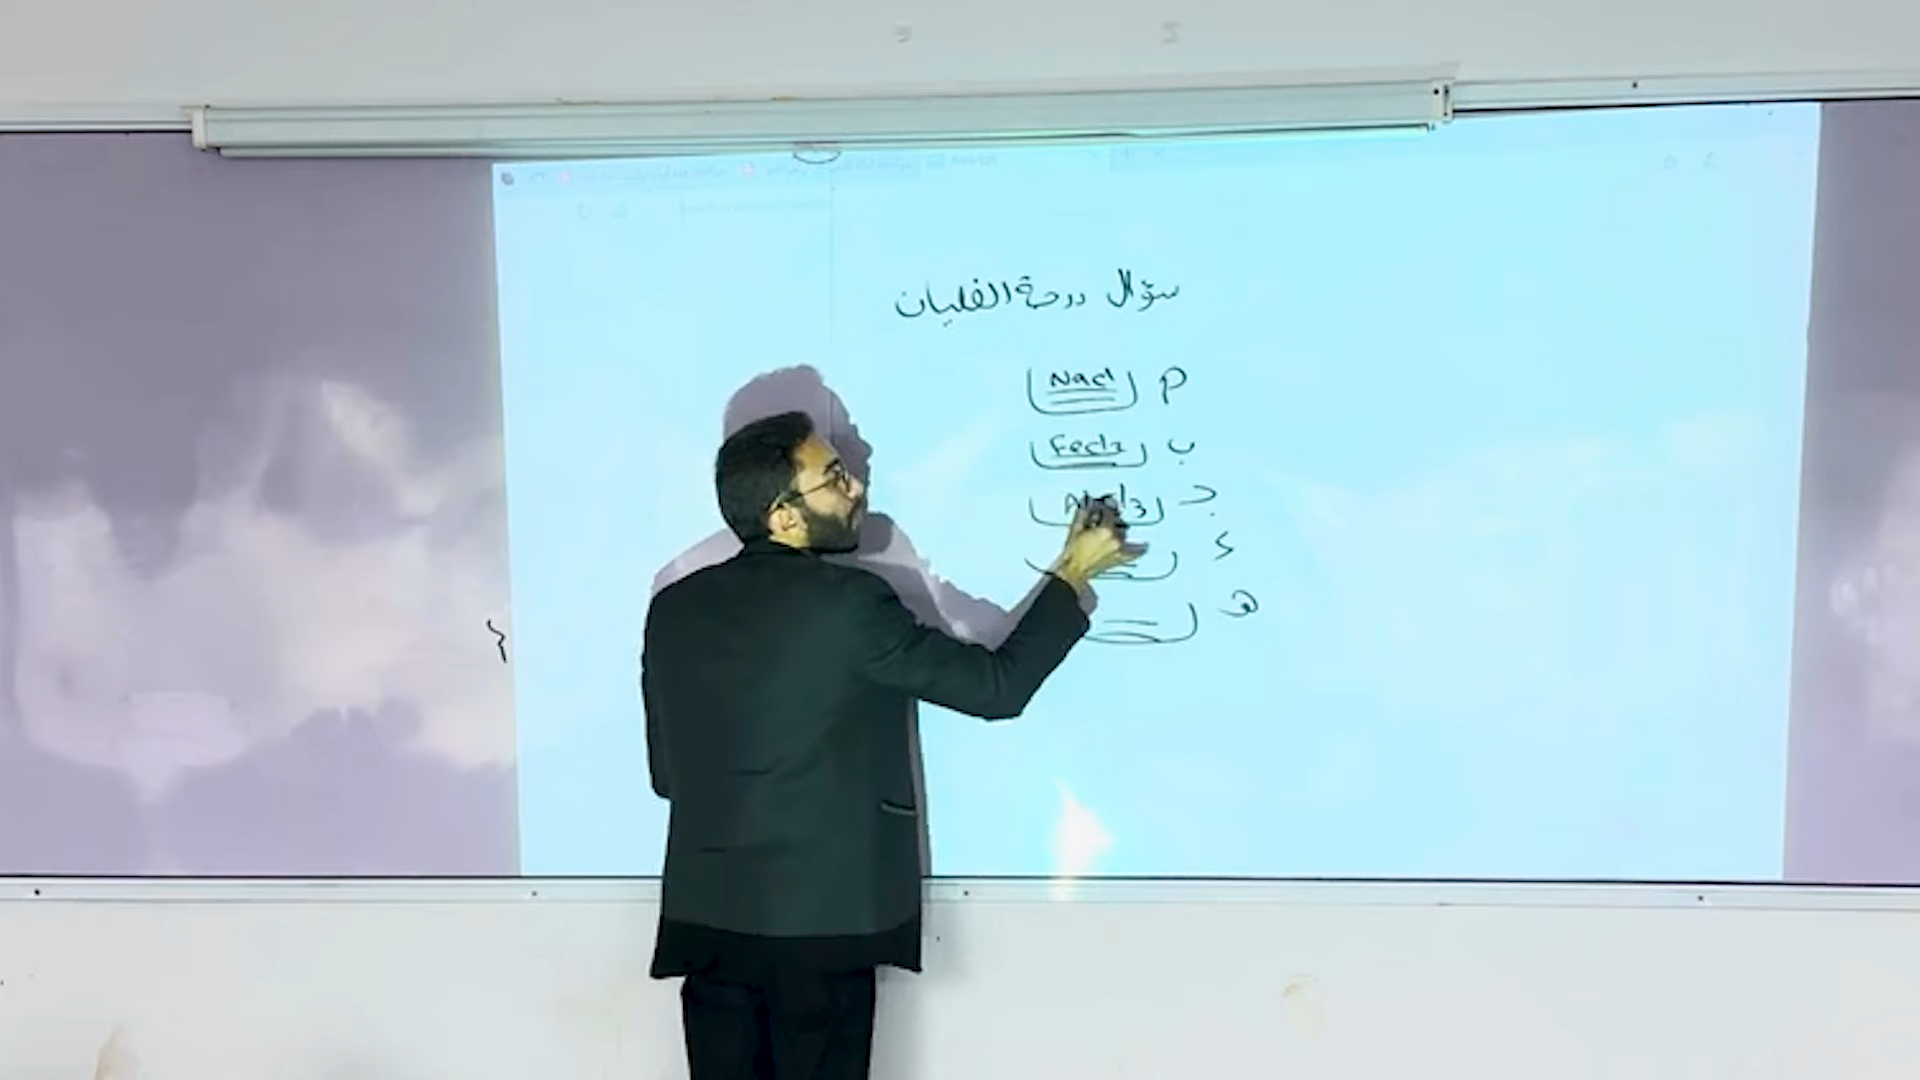 سؤال درجة الغليان
Nacl م
Fecl2 ب
Alcl3 ج
د
هـ